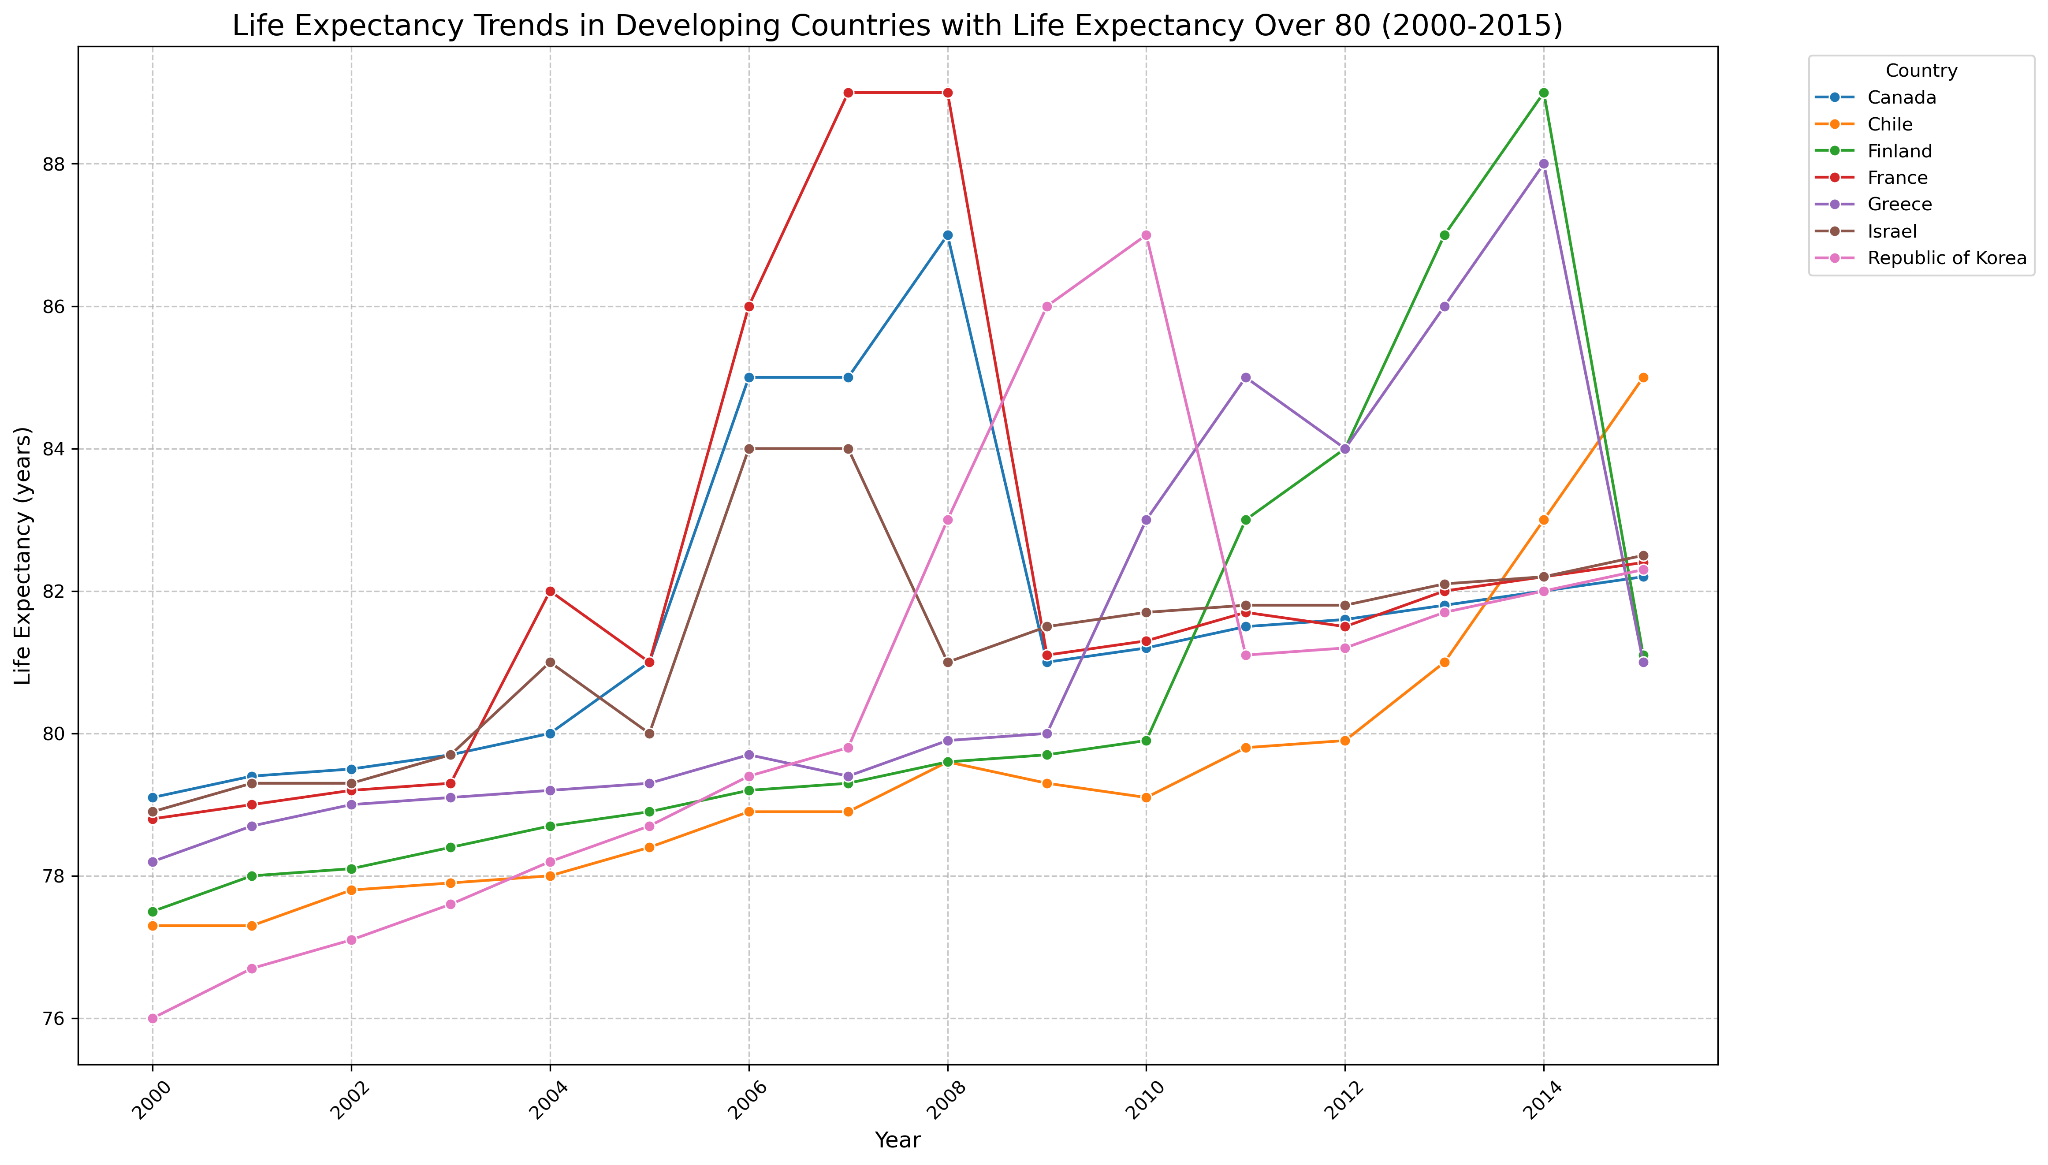 Life Expectancy Trends in Developing Countries with Life Expectancy Over 80 (2000-2015)
Life Expectancy (years)
88
86
84
82
80
78
76
2000
2002
2004
2006
2008
2010
2012
2014
Year
Country
Canada
Chile
Finland
France
Greece
Israel
Republic of Korea